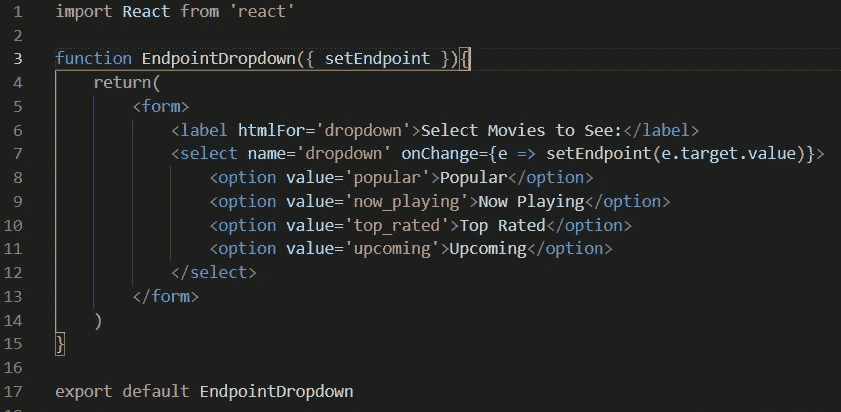 1 import React from 'react'
2
3 function EndpointDropdown({ setEndpoint }){
4     return(
5         <form>
6             <label htmlFor='dropdown'>Select Movies to See:</label>
7             <select name='dropdown' onChange={e => setEndpoint(e.target.value)}>
8                 <option value='popular'>Popular</option>
9                 <option value='now_playing'>Now Playing</option>
10                 <option value='top_rated'>Top Rated</option>
11                 <option value='upcoming'>Upcoming</option>
12             </select>
13         </form>
14     )
15 }
16
17 export default EndpointDropdown